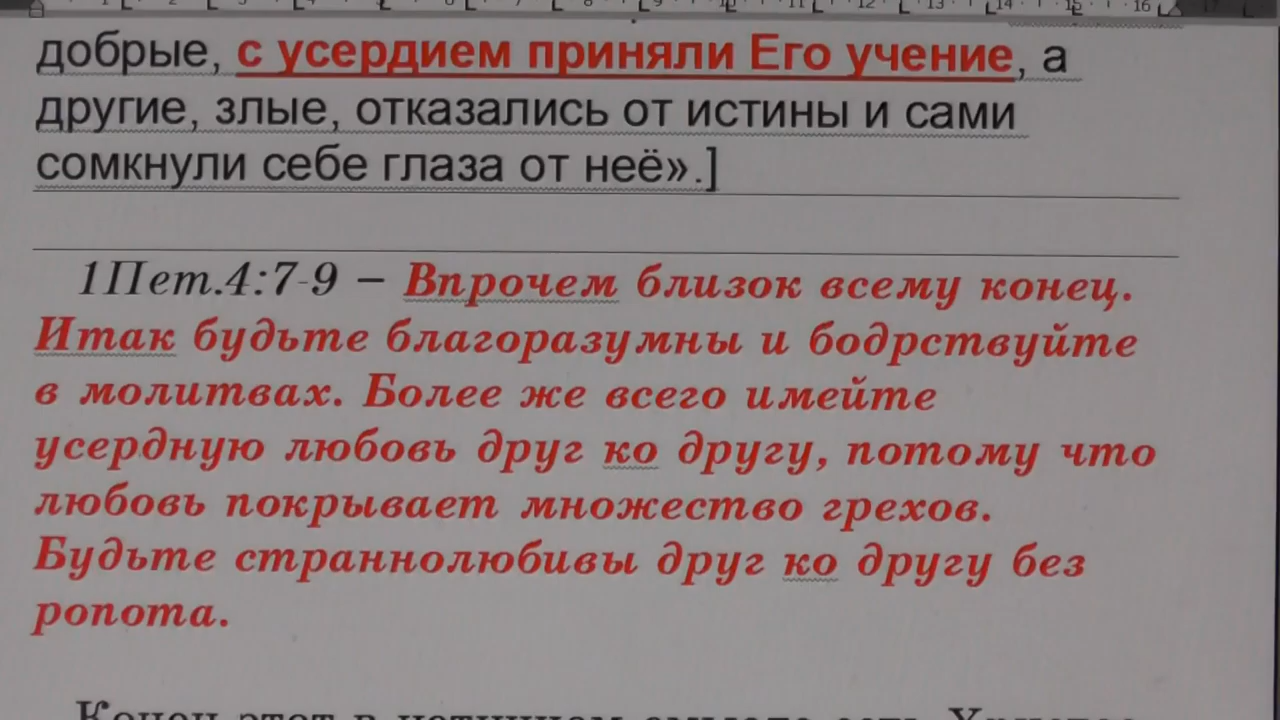 добрые, с усердием приняли Его учение, а
другие, злые, отказались от истины и сами
сомкнули себе глаза от неё».]
1Пет.4:7-9 – Впрочем близок всему конец.
Итак будьте благоразумны и бодрствуйте
в молитвах. Более же всего имейте
усердную любовь друг ко другу, потому что
любовь покрывает множество грехов.
Будьте страннолюбивы друг ко другу без
ропота.